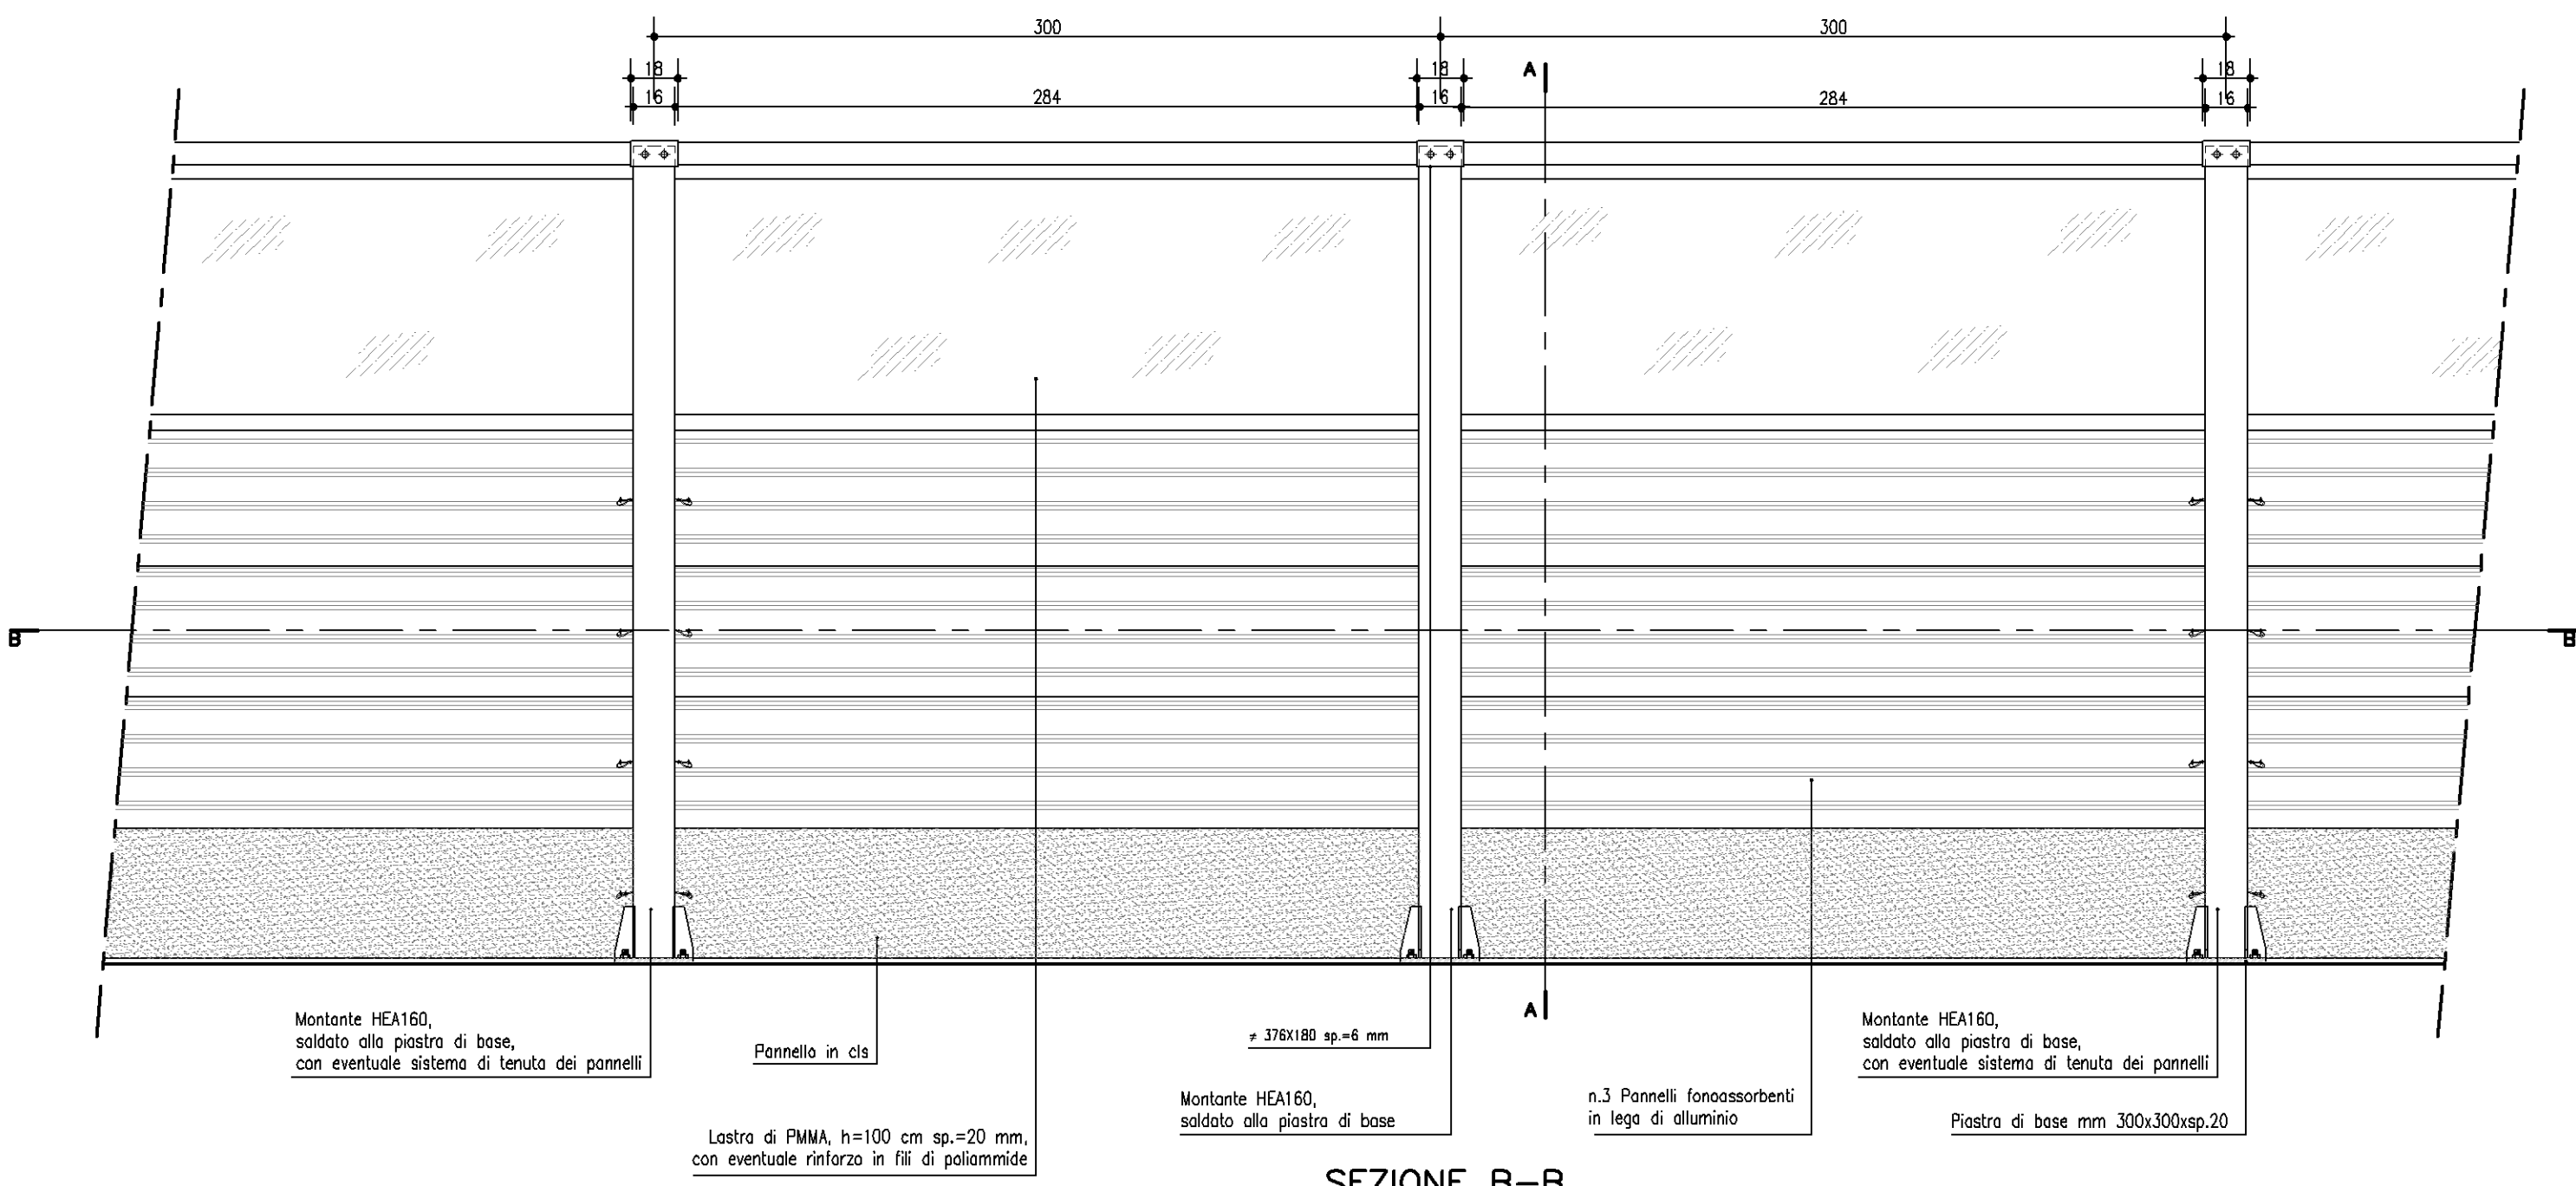 300
300
18
18
A
18
16
284
16
284
16
B
B
A
Montante HEA160,
saldato alla piastra di base,
con eventuale sistema di tenuta dei pannelli
Pannello in cls
≠ 376X180 sp.=6 mm
Montante HEA160,
saldato alla piastra di base,
con eventuale sistema di tenuta dei pannelli
Montante HEA160,
saldato alla piastra di base
n.3 Pannelli fonoassorbenti
in lega di alluminio
Piastra di base mm 300x300xsp.20
Lastra di PMMA, h=100 cm sp.=20 mm,
con eventuale rinforzo in fili di poliammide
SEZIONE B-B